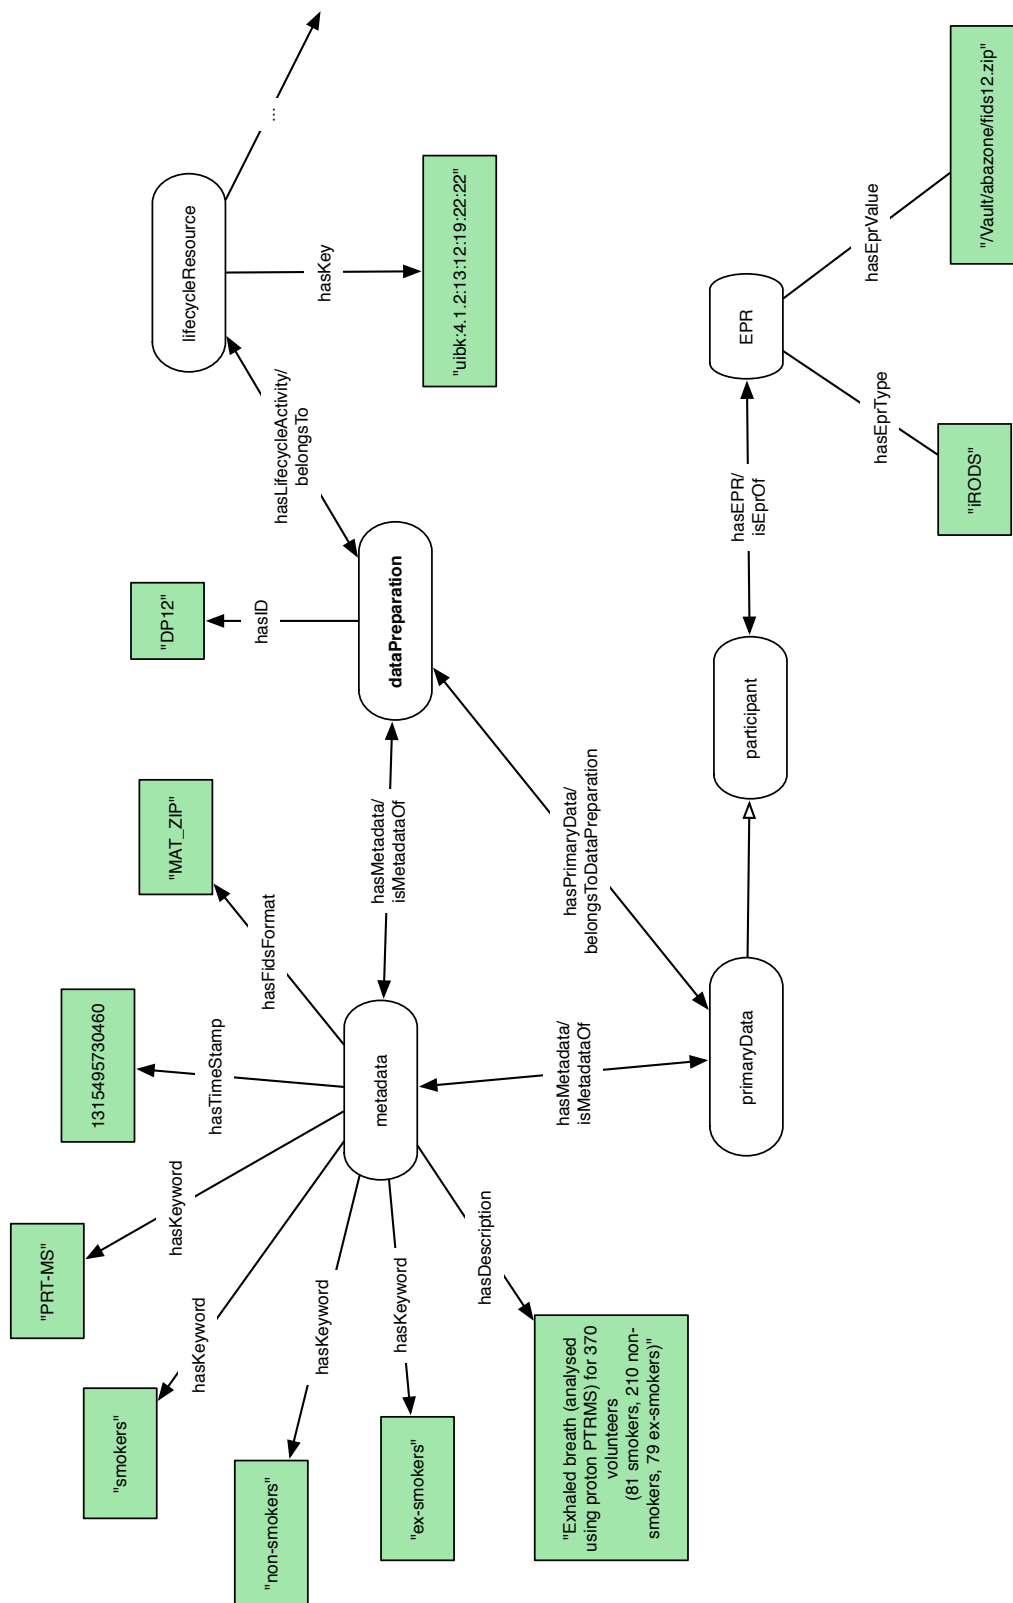 "PRT-MS"
"smokers"
"non-smokers"
"ex-smokers"
"Exhaled breath (analysed
using proton PTRMS) for 370
volunteers
(81 smokers, 210 non-
smokers, 79 ex-smokers)"
hasKeyword
hasKeyword
hasKeyword
hasKeyword
hasDescription
1315495730460
hasTimeStamp
"MAT_ZIP"
hasFidsFormat
metadata
hasMetadata/
isMetadataOf
hasMetadata/
isMetadataOf
primaryData
"DP12"
hasID
dataPreparation
hasPrimaryData/
belongsToDataPreparation
participant
hasLifecycleActivity/
belongsTo
lifecycleResource
...
hasKey
"uibk:4.1.2:13:12:19:22:22"
hasEPR/
isEprOf
EPR
hasEprType
"iRODS"
hasEprValue
"/Vault/abazone/fids12.zip"